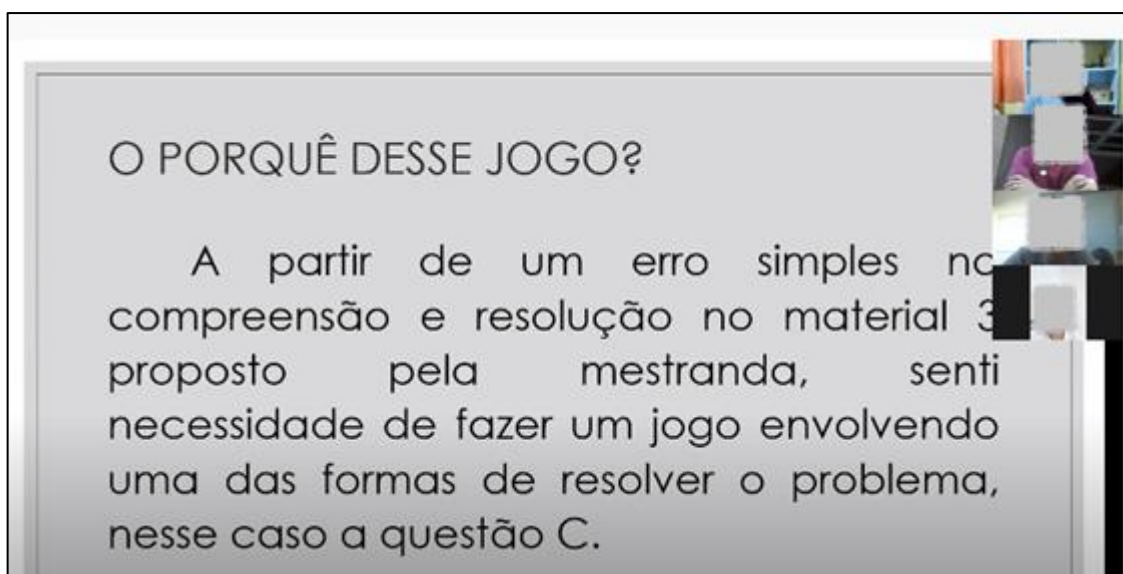 O PORQUÊ DESSE JOGO?
A partir de um erro simples na
compreensão e resolução no material 3
proposto pela mestranda, senti
necessidade de fazer um jogo envolvendo
uma das formas de resolver o problema,
nesse caso a questão C.